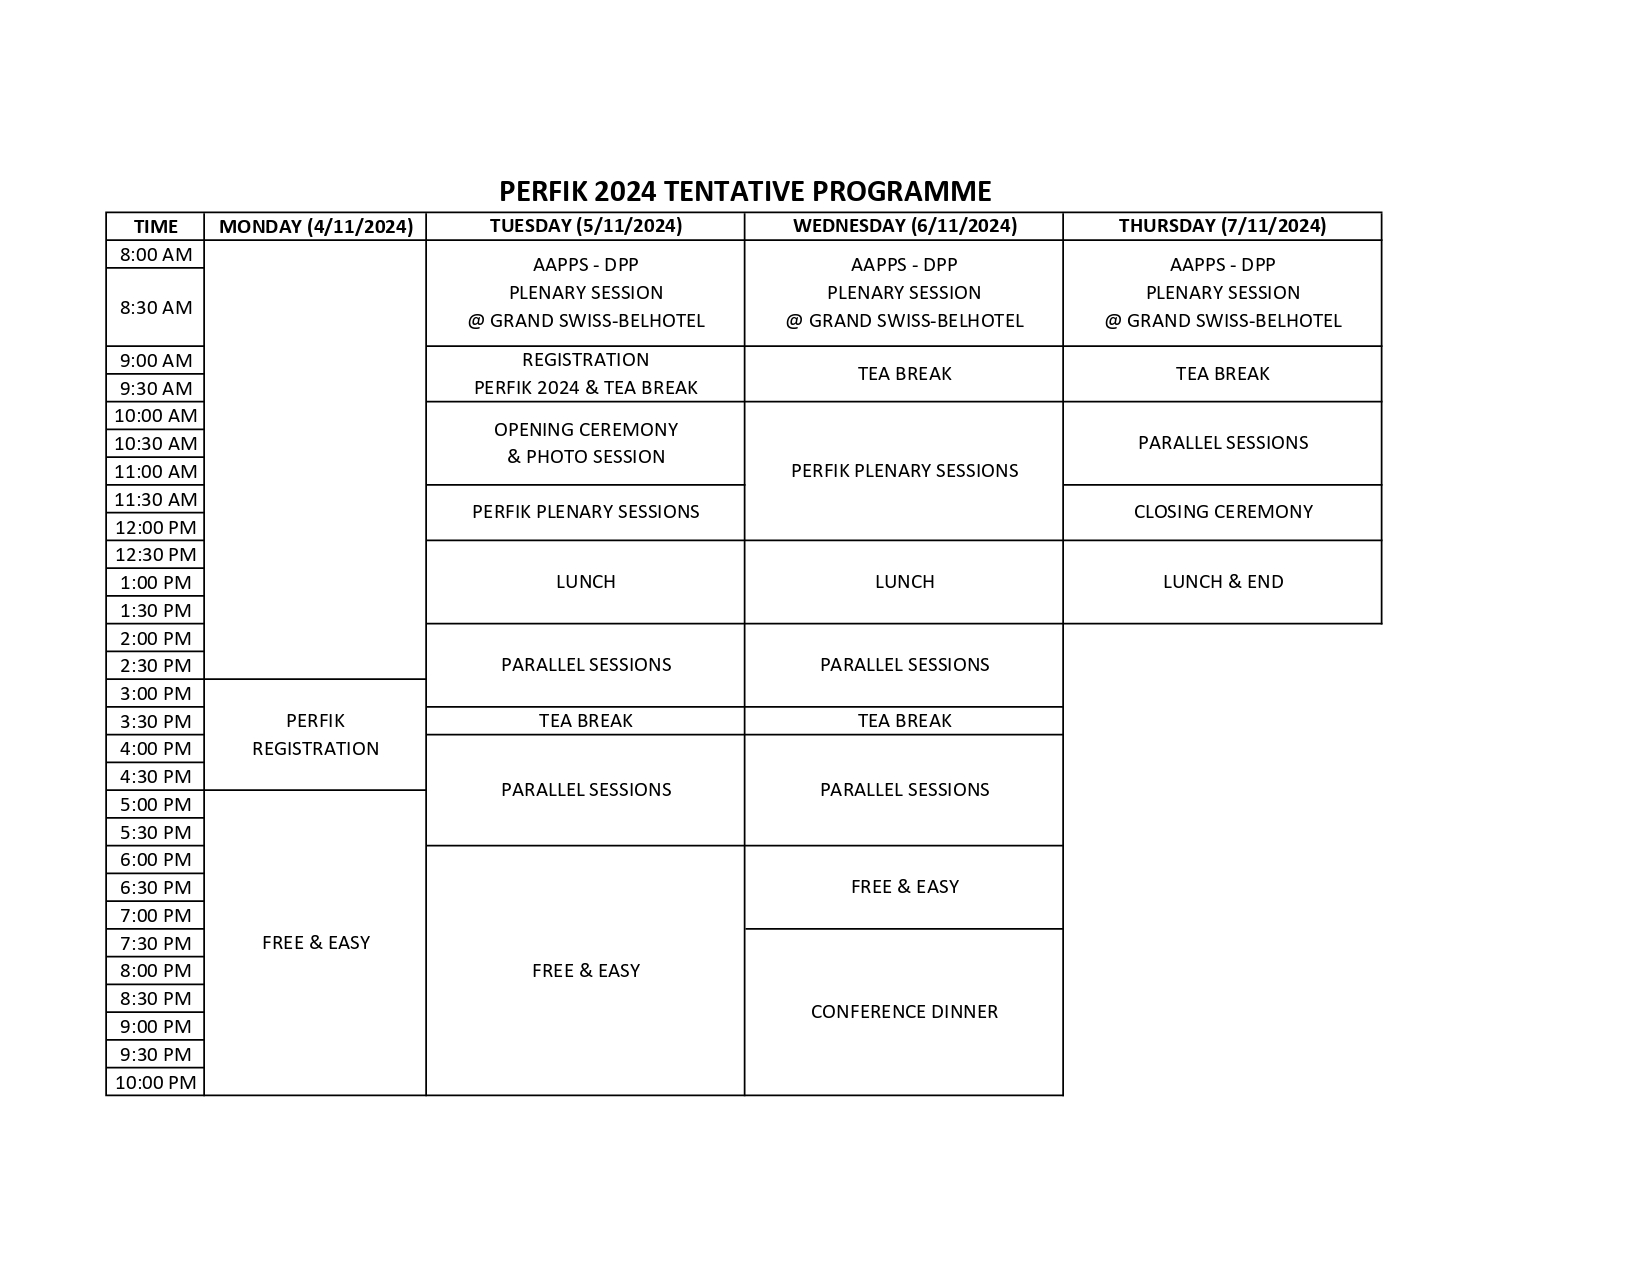 PERFIK 2024 TENTATIVE PROGRAMME
TIME MONDAY (4/11/2024) TUESDAY (5/11/2024) WEDNESDAY (6/11/2024) THURSDAY (7/11/2024)
8:00 AM
8:30 AM
9:00 AM
9:30 AM
10:00 AM
10:30 AM
11:00 AM
11:30 AM
12:00 PM
12:30 PM
1:00 PM
1:30 PM
2:00 PM
2:30 PM
3:00 PM
3:30 PM
4:00 PM
4:30 PM
5:00 PM
5:30 PM
6:00 PM
6:30 PM
7:00 PM
7:30 PM
8:00 PM
8:30 PM
9:00 PM
9:30 PM
10:00 PM
PERFIK
REGISTRATION
FREE & EASY
AAPPS - DPP
PLENARY SESSION
@ GRAND SWISS-BELHOTEL
REGISTRATION
PERFIK 2024 & TEA BREAK
OPENING CEREMONY
& PHOTO SESSION
PERFIK PLENARY SESSIONS
LUNCH
PARALLEL SESSIONS
TEA BREAK
PARALLEL SESSIONS
FREE & EASY
AAPPS - DPP
PLENARY SESSION
@ GRAND SWISS-BELHOTEL
TEA BREAK
PERFIK PLENARY SESSIONS
LUNCH
PARALLEL SESSIONS
TEA BREAK
PARALLEL SESSIONS
FREE & EASY
CONFERENCE DINNER
AAPPS - DPP
PLENARY SESSION
@ GRAND SWISS-BELHOTEL
TEA BREAK
PARALLEL SESSIONS
CLOSING CEREMONY
LUNCH & END